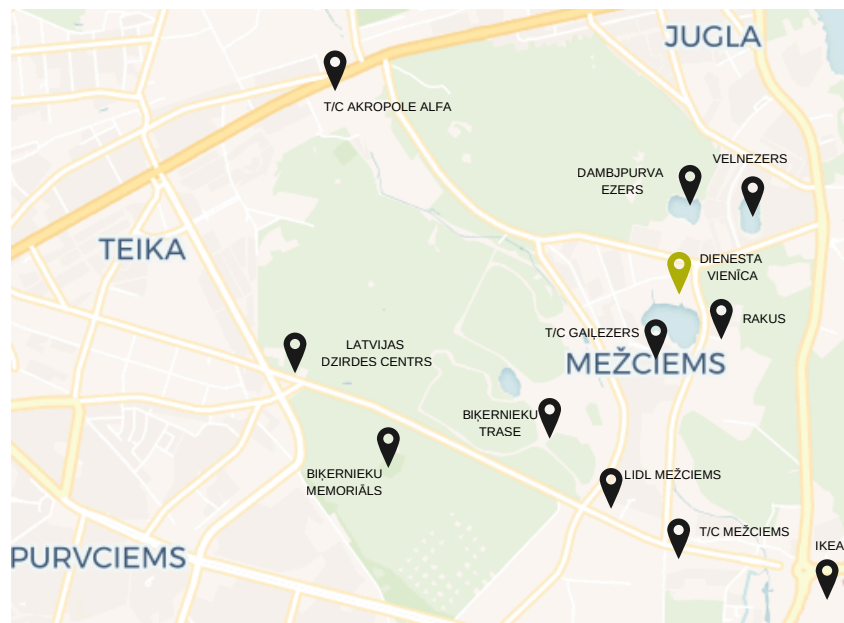 JUGLA
T/C AKROPOLE ALFA
VELNEZERS
DAMBJPURVA
EZERS
TEIKA
DIENESTA
VIENĪCA
RAKUS
T/C GAIĻEZERS
LATVIJAS
DZIRDES CENTRS
MEŽCIEMS
BIĶERNIEKU
TRASE
BIĶERNIEKU
MEMORIĀLS
LIDL MEŽCIEMS
T/C MEŽCIEMS
IKEA
PURVCIEMS